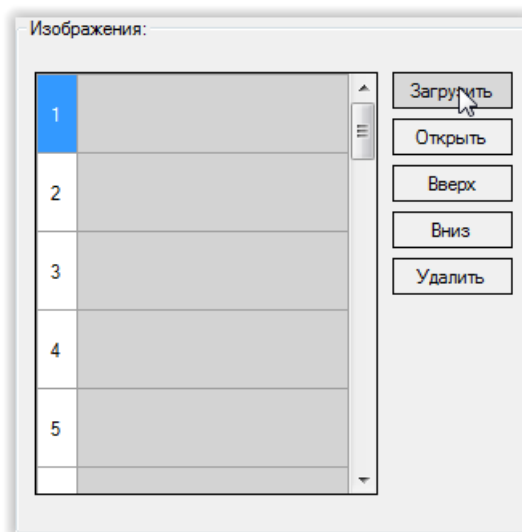 Изображения:
1
2
3
4
5
Загрузить
Открыть
Вверх
Вниз
Удалить